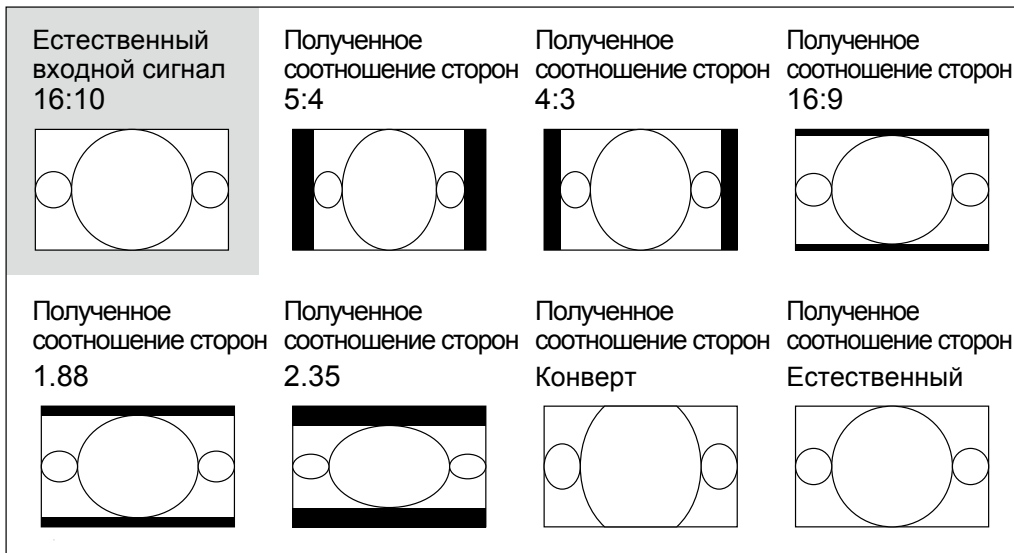 Естественный
входной сигнал
16:10
Полученное
соотношение сторон
5:4
Полученное
соотношение сторон
4:3
Полученное
соотношение сторон
16:9
Полученное
соотношение сторон
1.88
Полученное
соотношение сторон
2.35
Полученное
соотношение сторон
Конверт
Полученное
соотношение сторон
Естественный